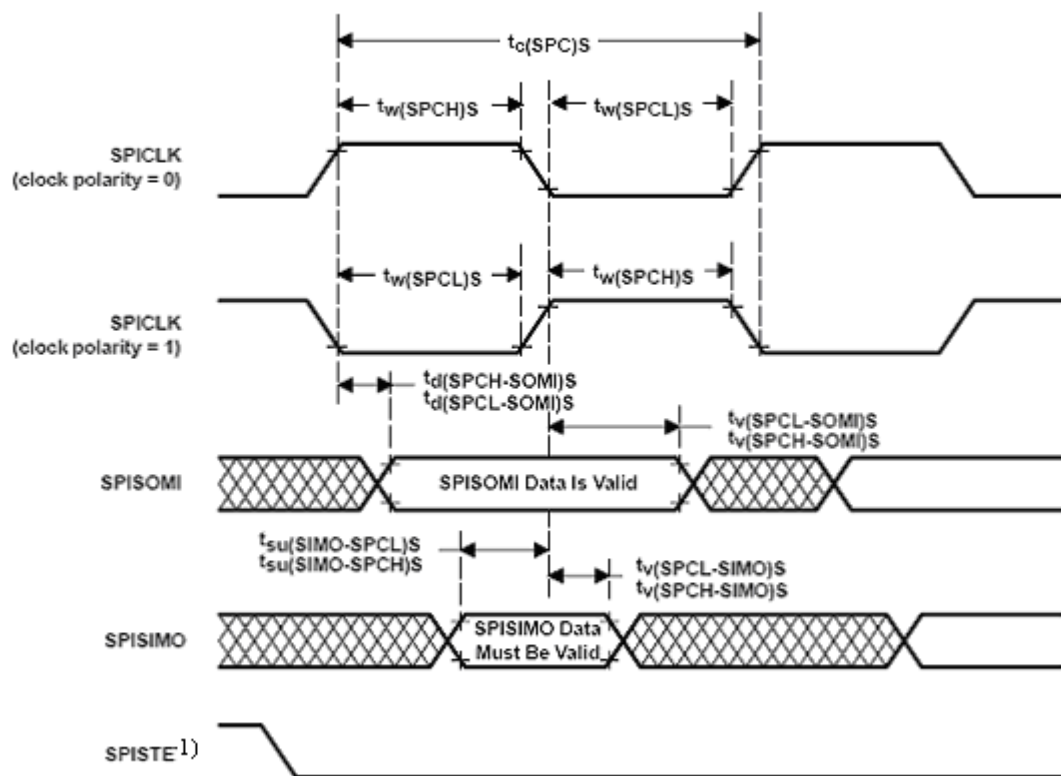 tc(SPC)S
tw(SPCH)S
tw(SPCL)S
SPICLK
(clock polarity = 0)
tw(SPCL)S
tw(SPCH)S
SPICLK
(clock polarity = 1)
td(SPCH-SOMI)S
td(SPCL-SOMI)S
tv(SPCL-SOMI)S
tv(SPCH-SOMI)S
SPISOMI
SPISOMI Data Is Valid
tsu(SIMO-SPCL)S
tsu(SIMO-SPCH)S
tv(SPCL-SIMO)S
tv(SPCH-SIMO)S
SPISIMO
SPISIMO Data
Must Be Valid
SPISTE-1)